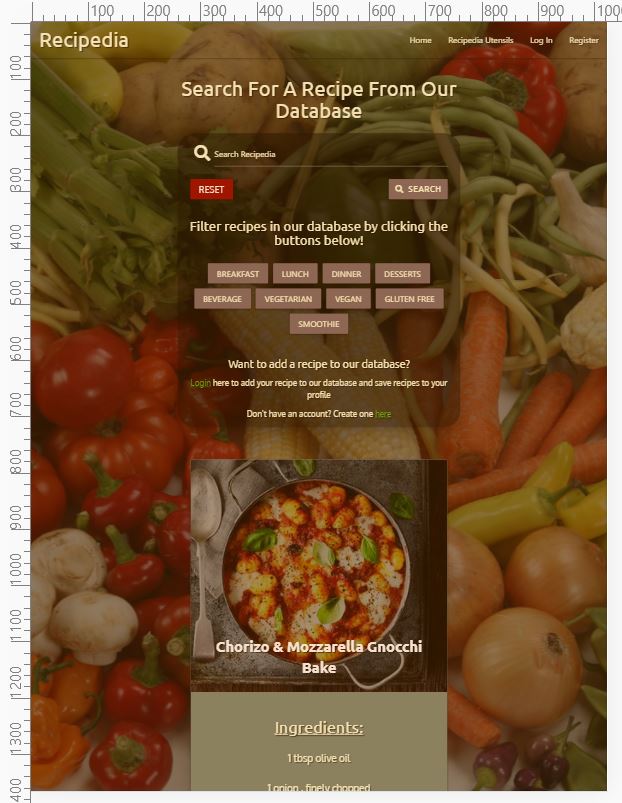 100 200 300 400 500 600 700 800 900 100
Recipedia
Home Recipedia Utensils Log In Register
Search For A Recipe From Our
Database
Search Recipedia
RESET SEARCH
Filter recipes in our database by clicking the
buttons below!
BREAKFAST LUNCH DINNER DESSERTS
BEVERAGE VEGETARIAN VEGAN GLUTEN FREE
SMOOTHIE
Want to add a recipe to our database?
Login here to add your recipe to our database and save recipes to your
profile
Don't have an account? Create one here
Chorizo & Mozzarella Gnocchi
Bake
Ingredients:
1 tbsp olive oil
1 onion , finely chopped
100
200
300
400
500
600
700
800
900
1000
1100
1200
1300
400